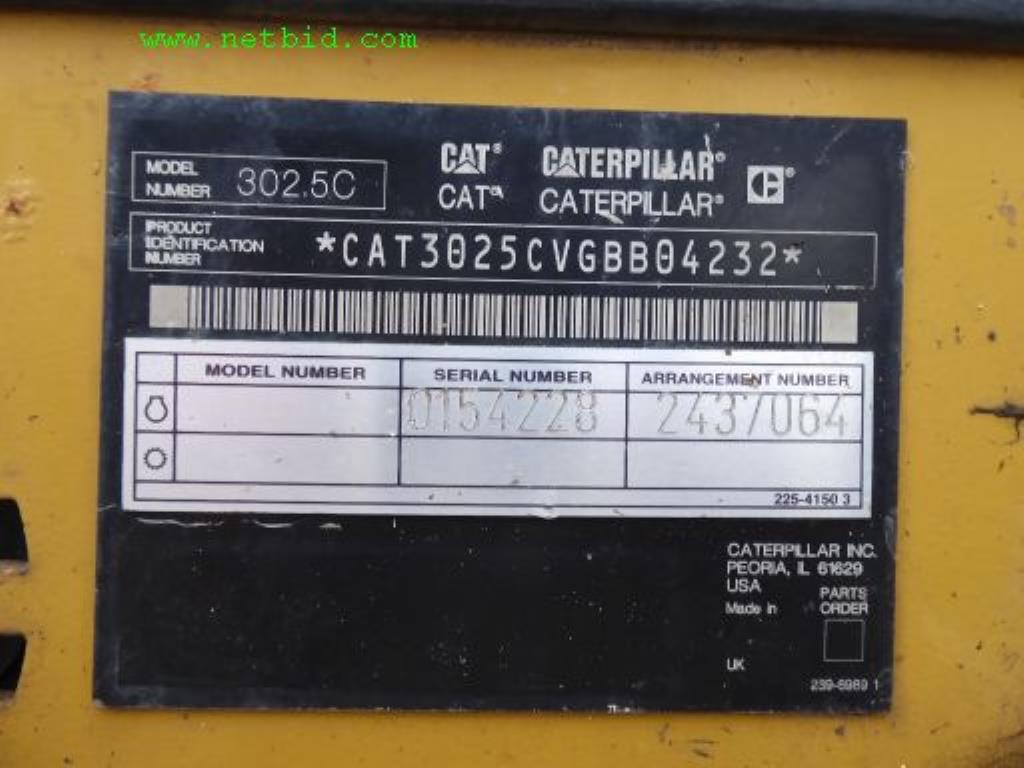 www.netbid.com
MODEL NUMBER 302.5C
CAT® CATERPILLAR®
CAT® CATERPILLAR® CE®
PRODUCT IDENTIFICATION NUMBER *CAT3025CVGBB04232*
MODEL NUMBER SERIAL NUMBER ARRANGEMENT NUMBER
0154228 2437064
225-4150 3
CATERPILLAR INC.
PEORIA, IL 61629
USA
Made in
PARTS
ORDER
UK
239-6989 1